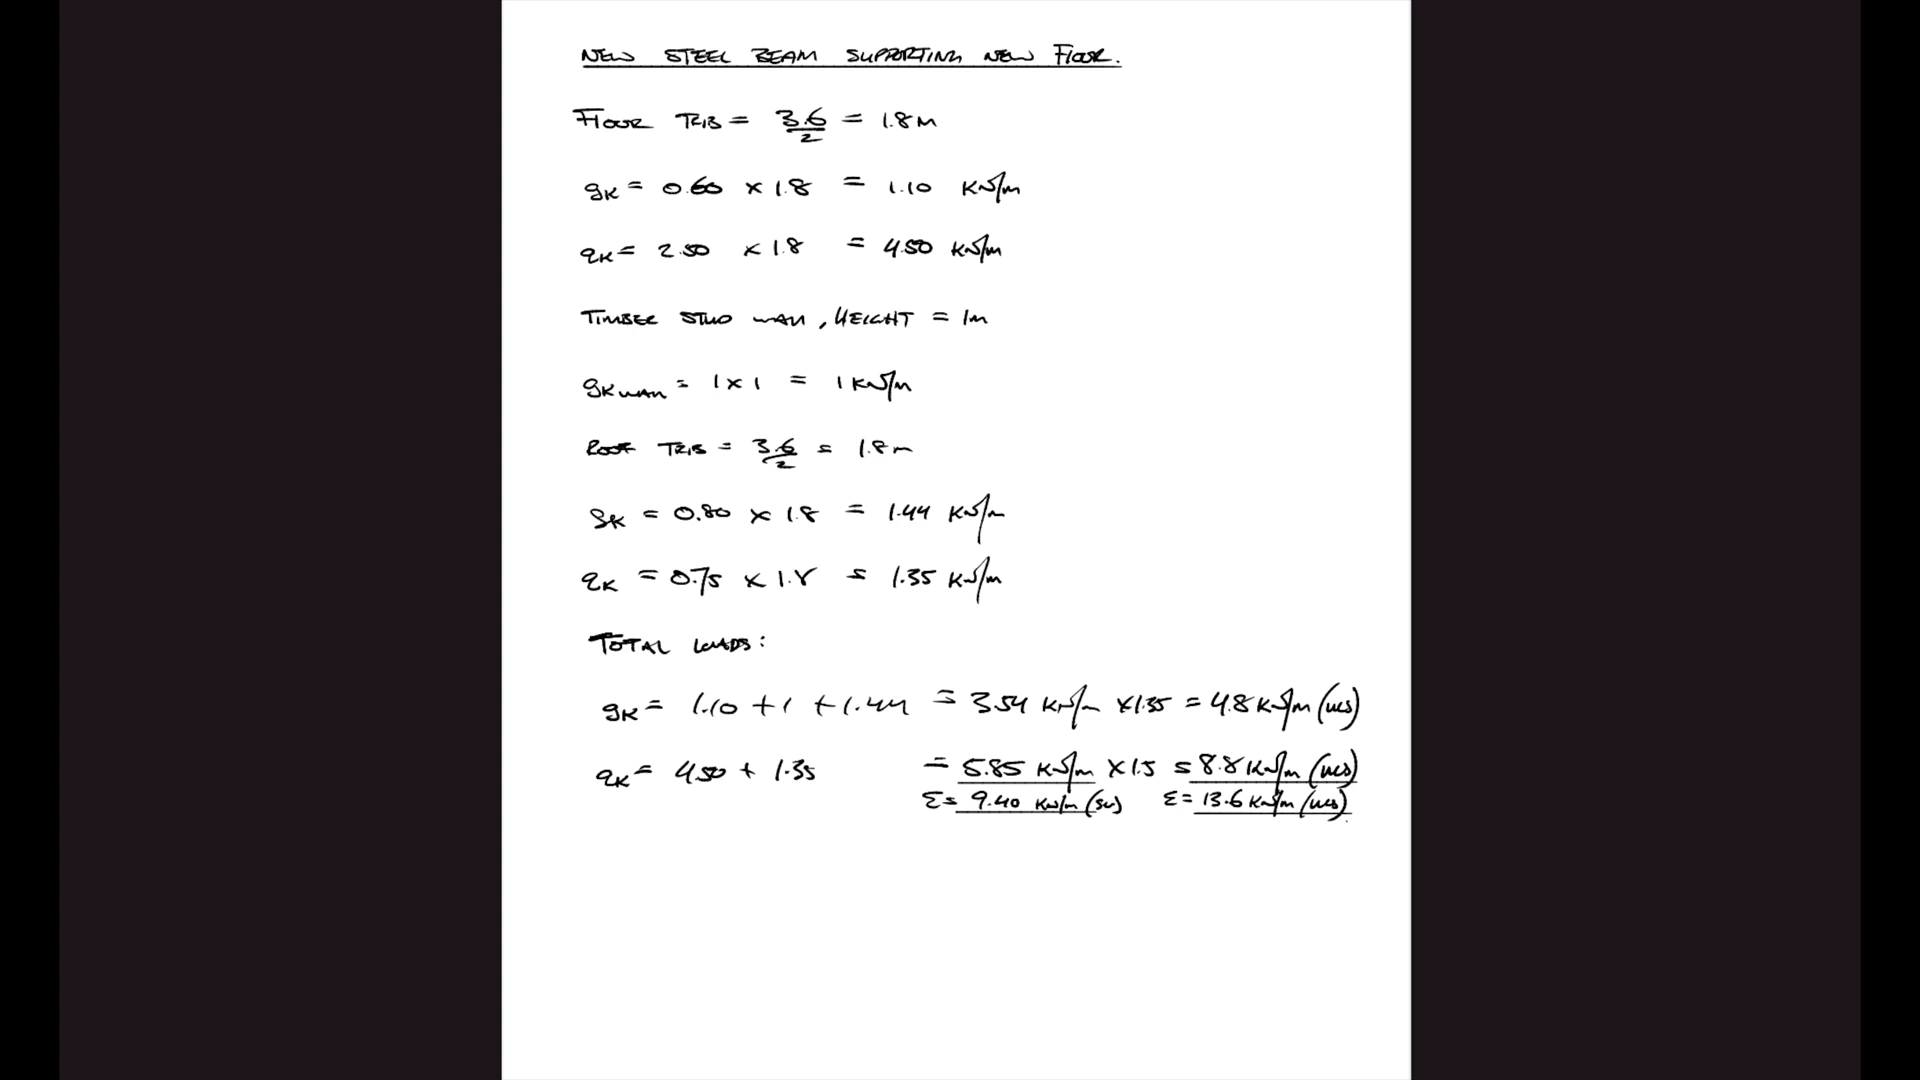 NEW STEEL BEAM SUPPORTING NEW FLOOR.
FLOOR TRIB = 3.6/2 = 1.8M
gK = 0.60 x 1.8 = 1.10 KN/m
qK = 2.50 x 1.8 = 4.50 KN/m
TIMBER STUD WALL, HEIGHT = 1m
gK WALL = 1 x 1 = 1 KN/m
ROOF TRIB = 3.6/2 = 1.8m
gK = 0.80 x 1.8 = 1.44 KN/m
qK = 0.75 x 1.8 = 1.35 KN/m
TOTAL LOADS:
gK = 1.10 + 1 + 1.44 = 3.54 KN/m x 1.35 = 4.8 KN/m (ULS)
qK = 4.50 + 1.35 = 5.85 KN/m x 1.5 = 8.8 KN/m (ULS)
Σ = 9.40 KN/m (SLS) Σ = 13.6 KN/m (ULS)